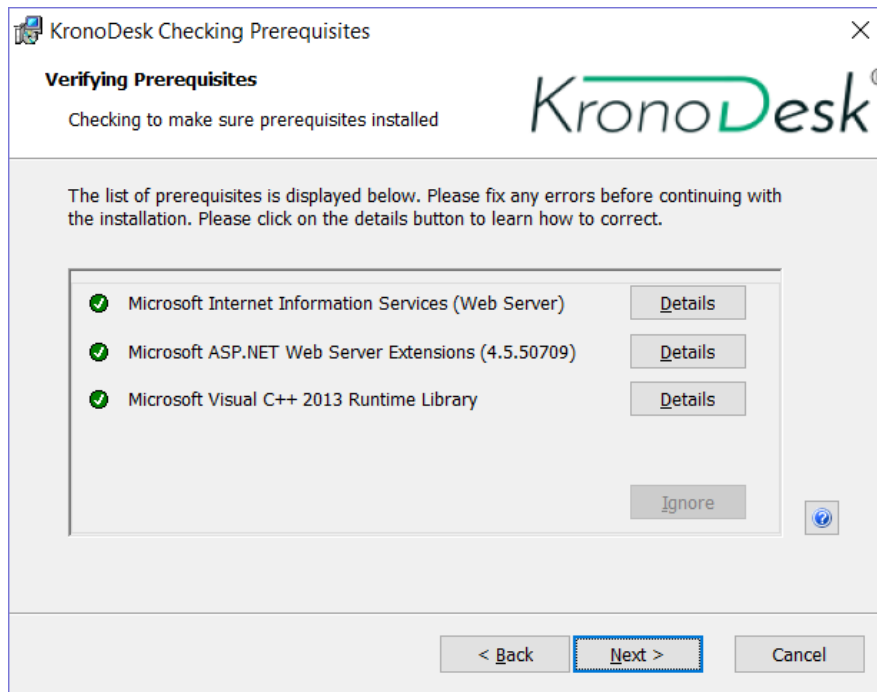 KronoDesk Checking Prerequisites
Verifying Prerequisites
Checking to make sure prerequisites installed
KronoDesk®
The list of prerequisites is displayed below. Please fix any errors before continuing with
the installation. Please click on the details button to learn how to correct.
Microsoft Internet Information Services (Web Server) Details
Microsoft ASP.NET Web Server Extensions (4.5.50709) Details
Microsoft Visual C++ 2013 Runtime Library Details
Ignore
?
< Back Next > Cancel